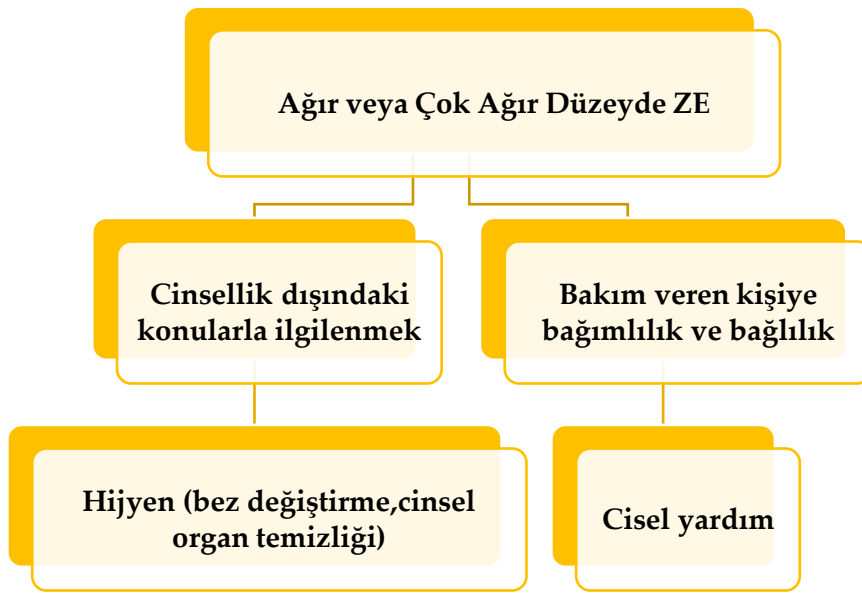 Ağır veya Çok Ağır Düzeyde ZE
Cinsellik dışındaki
konularla ilgilenmek
Bakım veren kişiye
bağımlılık ve bağlılık
Hijyen (bez değiştirme,cinsel
organ temizliği)
Cisel yardım